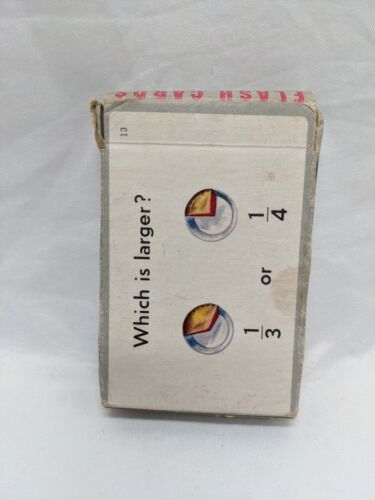 FLASH CARDS
13
Which is larger?
1/3 or 1/4